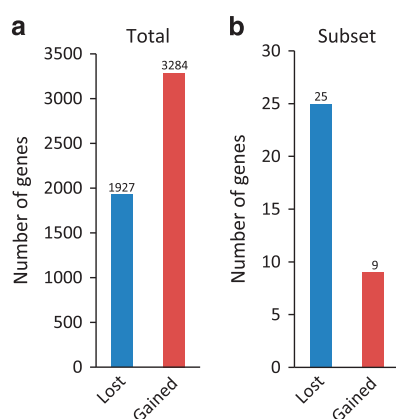 a
Total
Number of genes
3500
3000
2500
2000
1500
1000
500
0
1927
3284
Lost
Gained
b
Subset
Number of genes
30
25
20
15
10
5
0
25
9
Lost
Gained